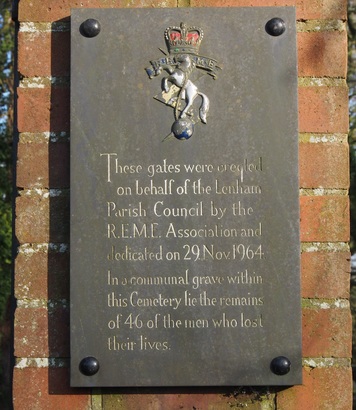 R.E.M.E.
These gates were erected
on behalf of the Lenham
Parish Council by the
R.E.M.E. Association and
dedicated on 29 Nov. 1964
In a communal grave within
this Cemetery lie the remains
of 46 of the men who lost
their lives.